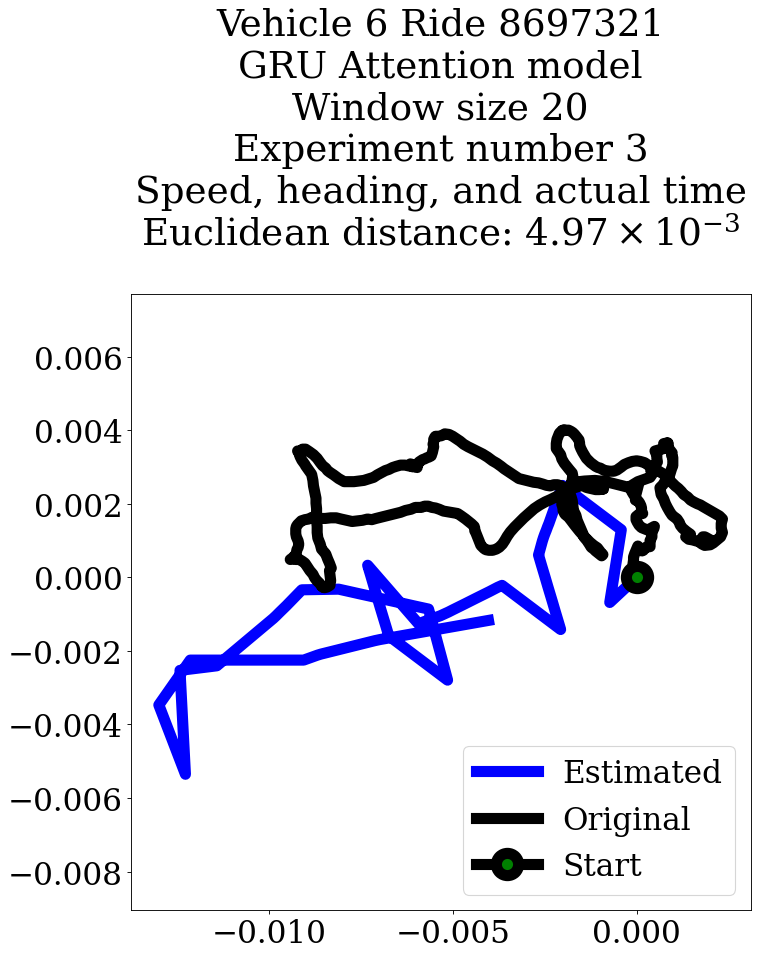 Vehicle 6 Ride 8697321
GRU Attention model
Window size 20
Experiment number 3
Speed, heading, and actual time
Euclidean distance: 4.97 × 10⁻³
0.006
0.004
0.002
0.000
−0.002
−0.004
−0.006
−0.008
Estimated
Original
Start
−0.010 −0.005 0.000